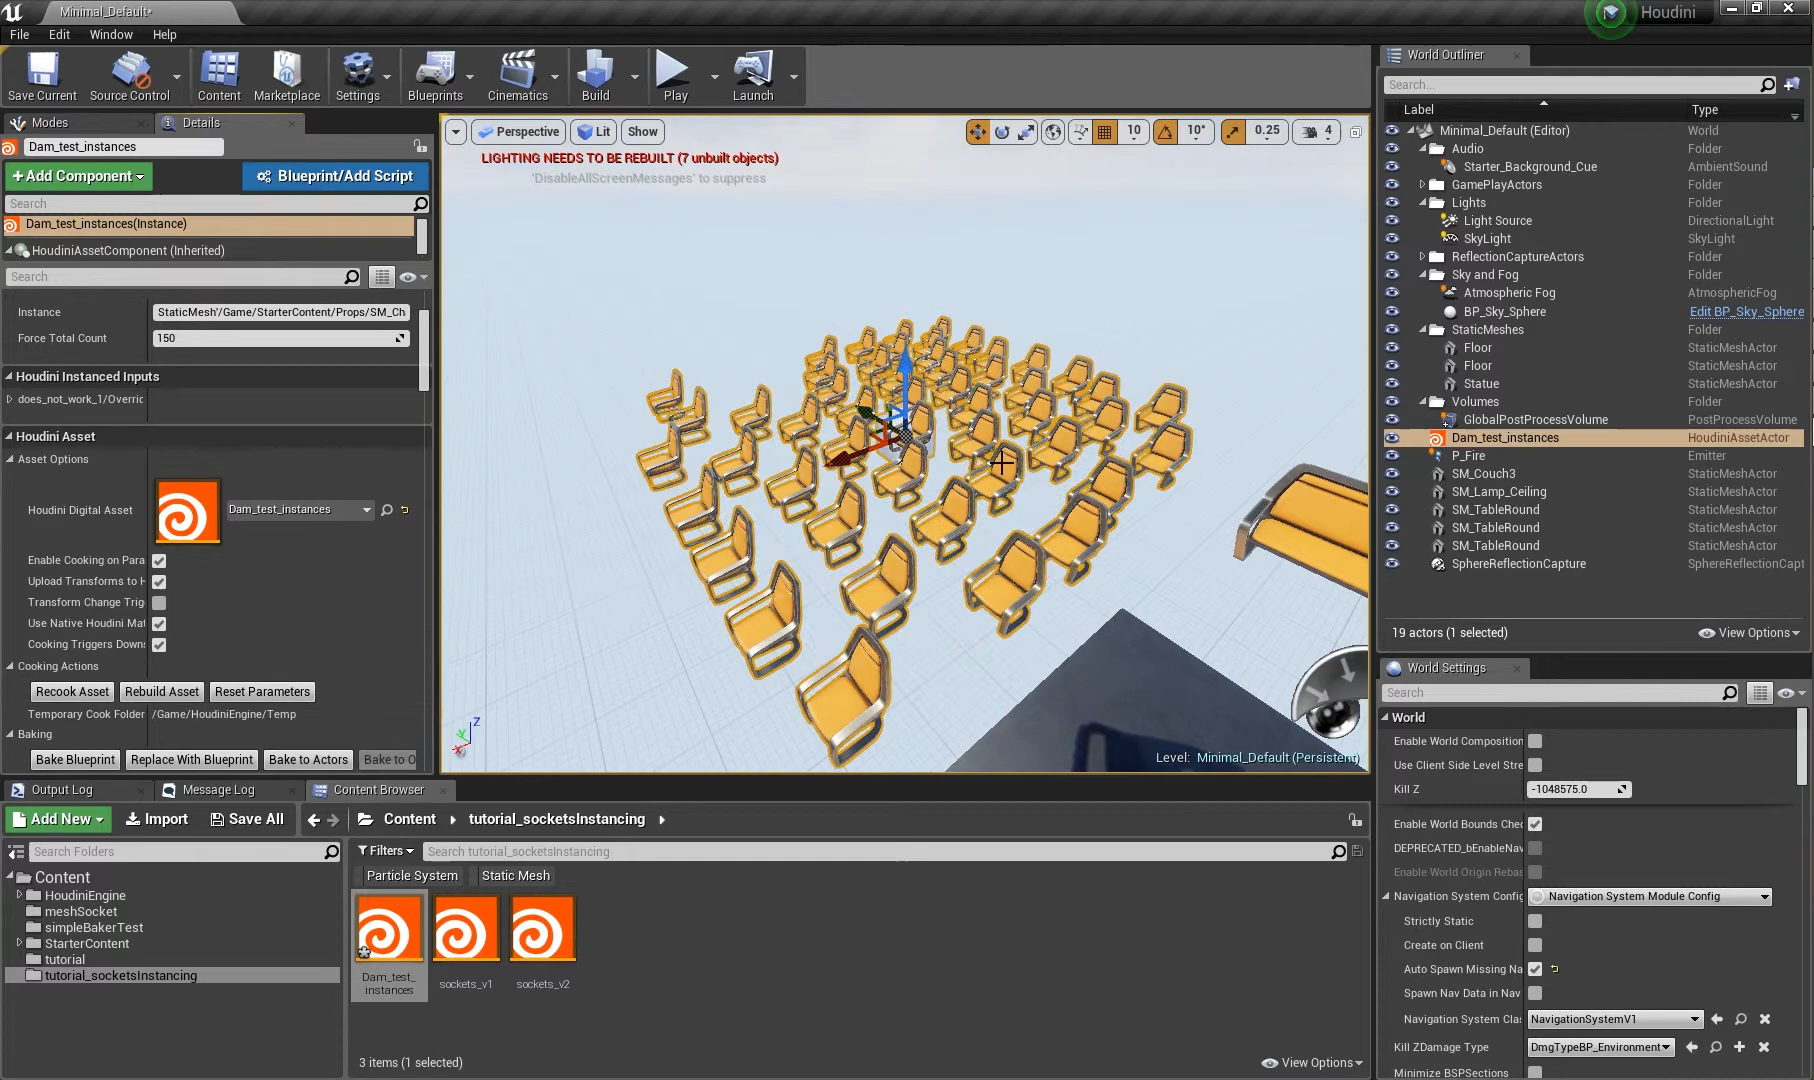 Minimal_Default*
Houdini
File Edit Window Help
Save Current
Source Control
Content
Marketplace
Settings
Blueprints
Cinematics
Build
Play
Launch
Modes
Details
Dam_test_instances
+Add Component
Blueprint/Add Script
Search
Dam_test_instances(Instance)
HoudiniAssetComponent (Inherited)
Search
Instance StaticMesh'/Game/StarterContent/Props/SM_Ch
Force Total Count 150
Houdini Instanced Inputs
does_not_work_1/Overric
Houdini Asset
Asset Options
Houdini Digital Asset Dam_test_instances
Enable Cooking on Para
Upload Transforms to H
Transform Change Trig
Use Native Houdini Mat
Cooking Triggers Down
Cooking Actions
Recook Asset Rebuild Asset Reset Parameters
Temporary Cook Folder /Game/HoudiniEngine/Temp
Baking
Bake Blueprint Replace With Blueprint Bake to Actors Bake to O
Perspective Lit Show
10 10° 0.25 4
LIGHTING NEEDS TO BE REBUILT (7 unbuilt objects)
'DisableAllScreenMessages' to suppress
Z
Y
X
Level: Minimal_Default (Persistent)
World Outliner
Search...
Label Type
Minimal_Default (Editor) World
Audio Folder
Starter_Background_Cue AmbientSound
GamePlayActors Folder
Lights Folder
Light Source DirectionalLight
SkyLight SkyLight
ReflectionCaptureActors Folder
Sky and Fog Folder
Atmospheric Fog AtmosphericFog
BP_Sky_Sphere Edit BP_Sky_Sphere
StaticMeshes Folder
Floor StaticMeshActor
Floor StaticMeshActor
Statue StaticMeshActor
Volumes Folder
GlobalPostProcessVolume PostProcessVolume
Dam_test_instances HoudiniAssetActor
P_Fire Emitter
SM_Couch3 StaticMeshActor
SM_Lamp_Ceiling StaticMeshActor
SM_TableRound StaticMeshActor
SM_TableRound StaticMeshActor
SM_TableRound StaticMeshActor
SphereReflectionCapture SphereReflectionCapt
19 actors (1 selected) View Options
World Settings
Search
World
Enable World Composition
Use Client Side Level Stre
Kill Z -1048575.0
Enable World Bounds Chec
DEPRECATED_bEnableNav
Enable World Origin Rebas
Navigation System Config Navigation System Module Config
Strictly Static
Create on Client
Auto Spawn Missing Na
Spawn Nav Data in Nav
Navigation System Clas NavigationSystemV1
Kill ZDamage Type DmgTypeBP_Environment
Minimize BSPSections
Output Log
Message Log
Content Browser
Add New Import Save All Content tutorial_socketsInstancing
Search Folders
Content
HoudiniEngine
meshSocket
simpleBakerTest
StarterContent
tutorial
tutorial_socketsInstancing
Filters Search tutorial_socketsInstancing
Particle System Static Mesh
Dam_test_
instances
sockets_v1
sockets_v2
3 items (1 selected) View Options